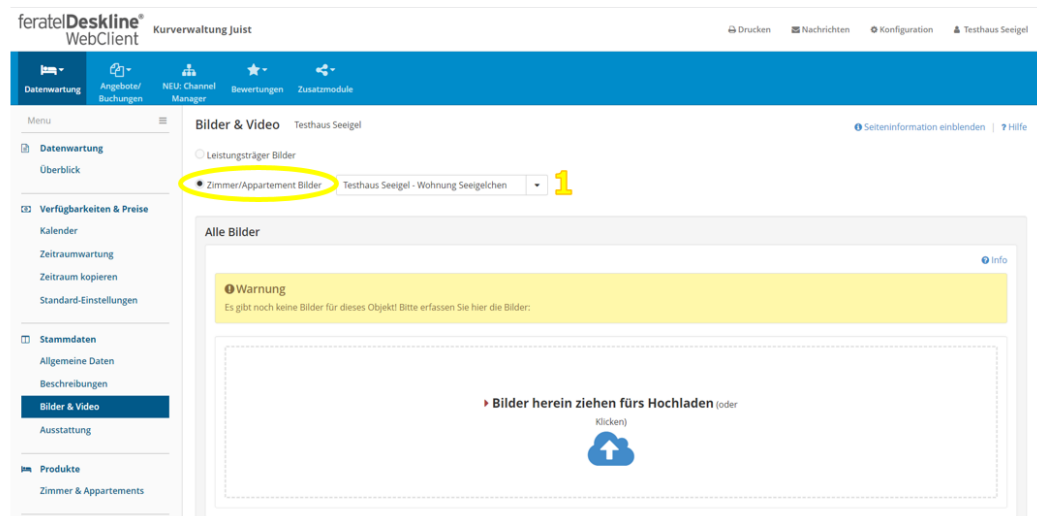 feratelDeskline®
WebClient
Kurverwaltung Juist
Drucken
Nachrichten
Konfiguration
Testhaus Seeigel
Datenwartung
Angebote/
Buchungen
NEU: Channel
Manager
Bewertungen
Zusatzmodule
Menu
Datenwartung
Überblick
Verfügbarkeiten & Preise
Kalender
Zeitraumwartung
Zeitraum kopieren
Standard-Einstellungen
Stammdaten
Allgemeine Daten
Beschreibungen
Bilder & Video
Ausstattung
Produkte
Zimmer & Appartements
Bilder & Video
Testhaus Seeigel
Seiteninformation einblenden | ? Hilfe
Leistungsträger Bilder
Zimmer/Appartement Bilder
Testhaus Seeigel - Wohnung Seeigelchen
1
Alle Bilder
Info
Warnung
Es gibt noch keine Bilder für dieses Objekt! Bitte erfassen Sie hier die Bilder:
Bilder herein ziehen fürs Hochladen (oder
Klicken)